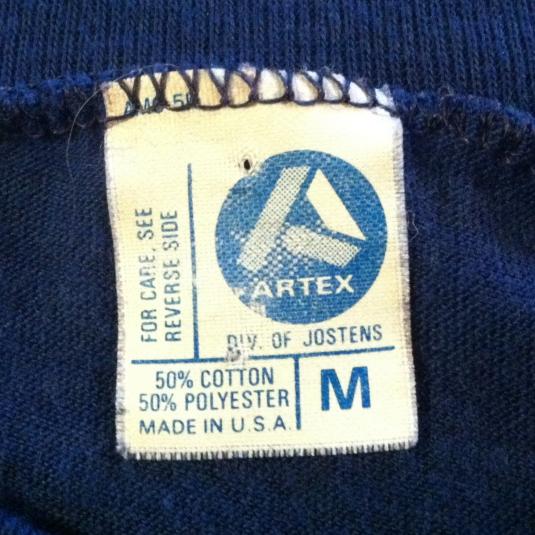 FOR CARE, SEE
REVERSE SIDE
ARTEX
DIV. OF JOSTENS
50% COTTON
50% POLYESTER
MADE IN U.S.A.
M